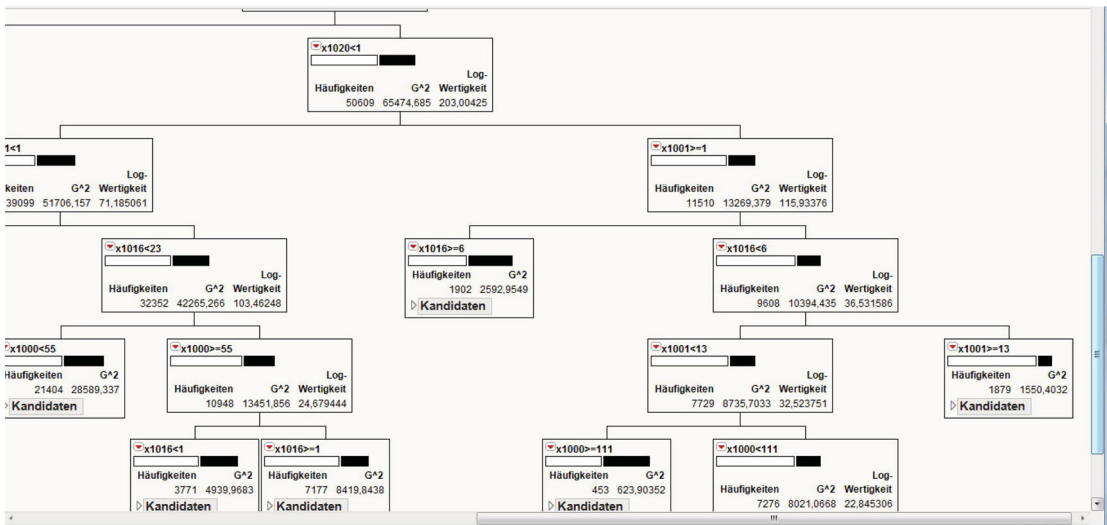 x1020<1
Log-
Häufigkeiten G^2 Wertigkeit
50609 65474,685 203,00425
1<1
Log-
keiten G^2 Wertigkeit
39099 51706,157 71,185061
x1001>=1
Log-
Häufigkeiten G^2 Wertigkeit
11510 13269,379 115,93376
x1016<23
Log-
Häufigkeiten G^2 Wertigkeit
32352 42265,266 103,46248
x1016>=6
Häufigkeiten G^2
1902 2592,9549
Kandidaten
x1016<6
Log-
Häufigkeiten G^2 Wertigkeit
9608 10394,435 36,531586
x1000<55
Häufigkeiten G^2
21404 28589,337
Kandidaten
x1000>=55
Log-
Häufigkeiten G^2 Wertigkeit
10948 13451,856 24,679444
x1001<13
Log-
Häufigkeiten G^2 Wertigkeit
7729 8735,7033 32,523751
x1001>=13
Häufigkeiten G^2
1879 1550,4032
Kandidaten
x1016<1
Häufigkeiten G^2
3771 4939,9683
Kandidaten
x1016>=1
Häufigkeiten G^2
7177 8419,8438
Kandidaten
x1000>=111
Häufigkeiten G^2
453 623,90352
Kandidaten
x1000<111
Log-
Häufigkeiten G^2 Wertigkeit
7276 8021,0668 22,845306